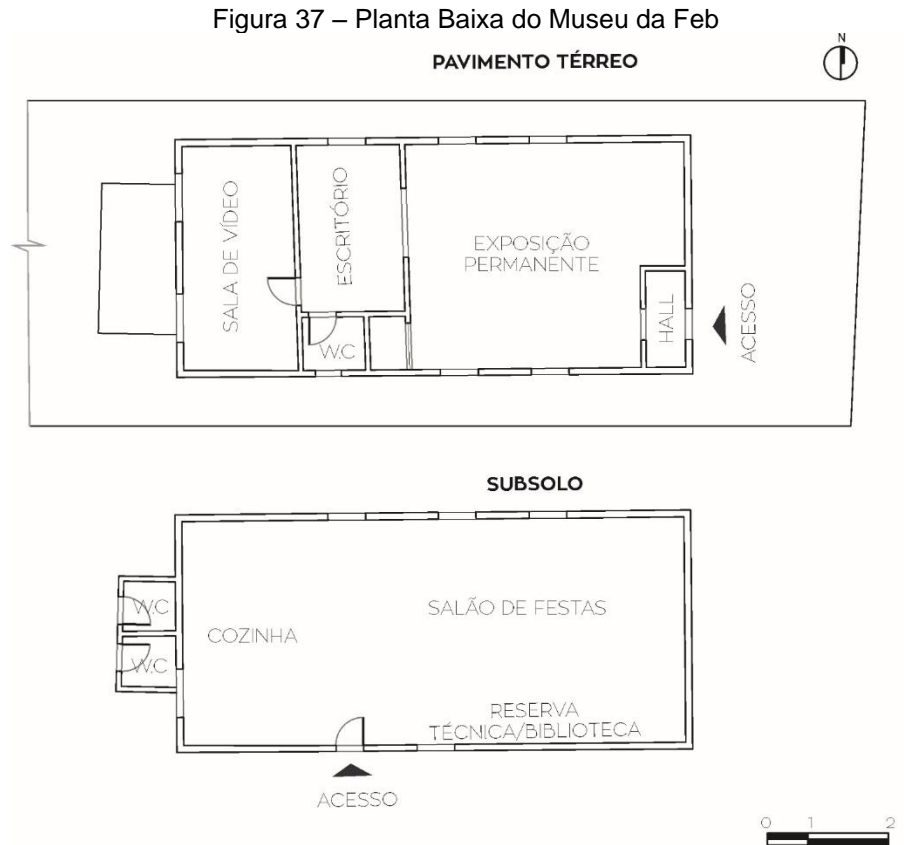 Figura 37 – Planta Baixa do Museu da Feb
PAVIMENTO TÉRREO
N
SALA DE VÍDEO
ESCRITÓRIO
W.C
EXPOSIÇÃO
PERMANENTE
HALL
ACESSO
SUBSOLO
W.C
W.C
COZINHA
SALÃO DE FESTAS
RESERVA
TÉCNICA/BIBLIOTECA
ACESSO
0 1 2